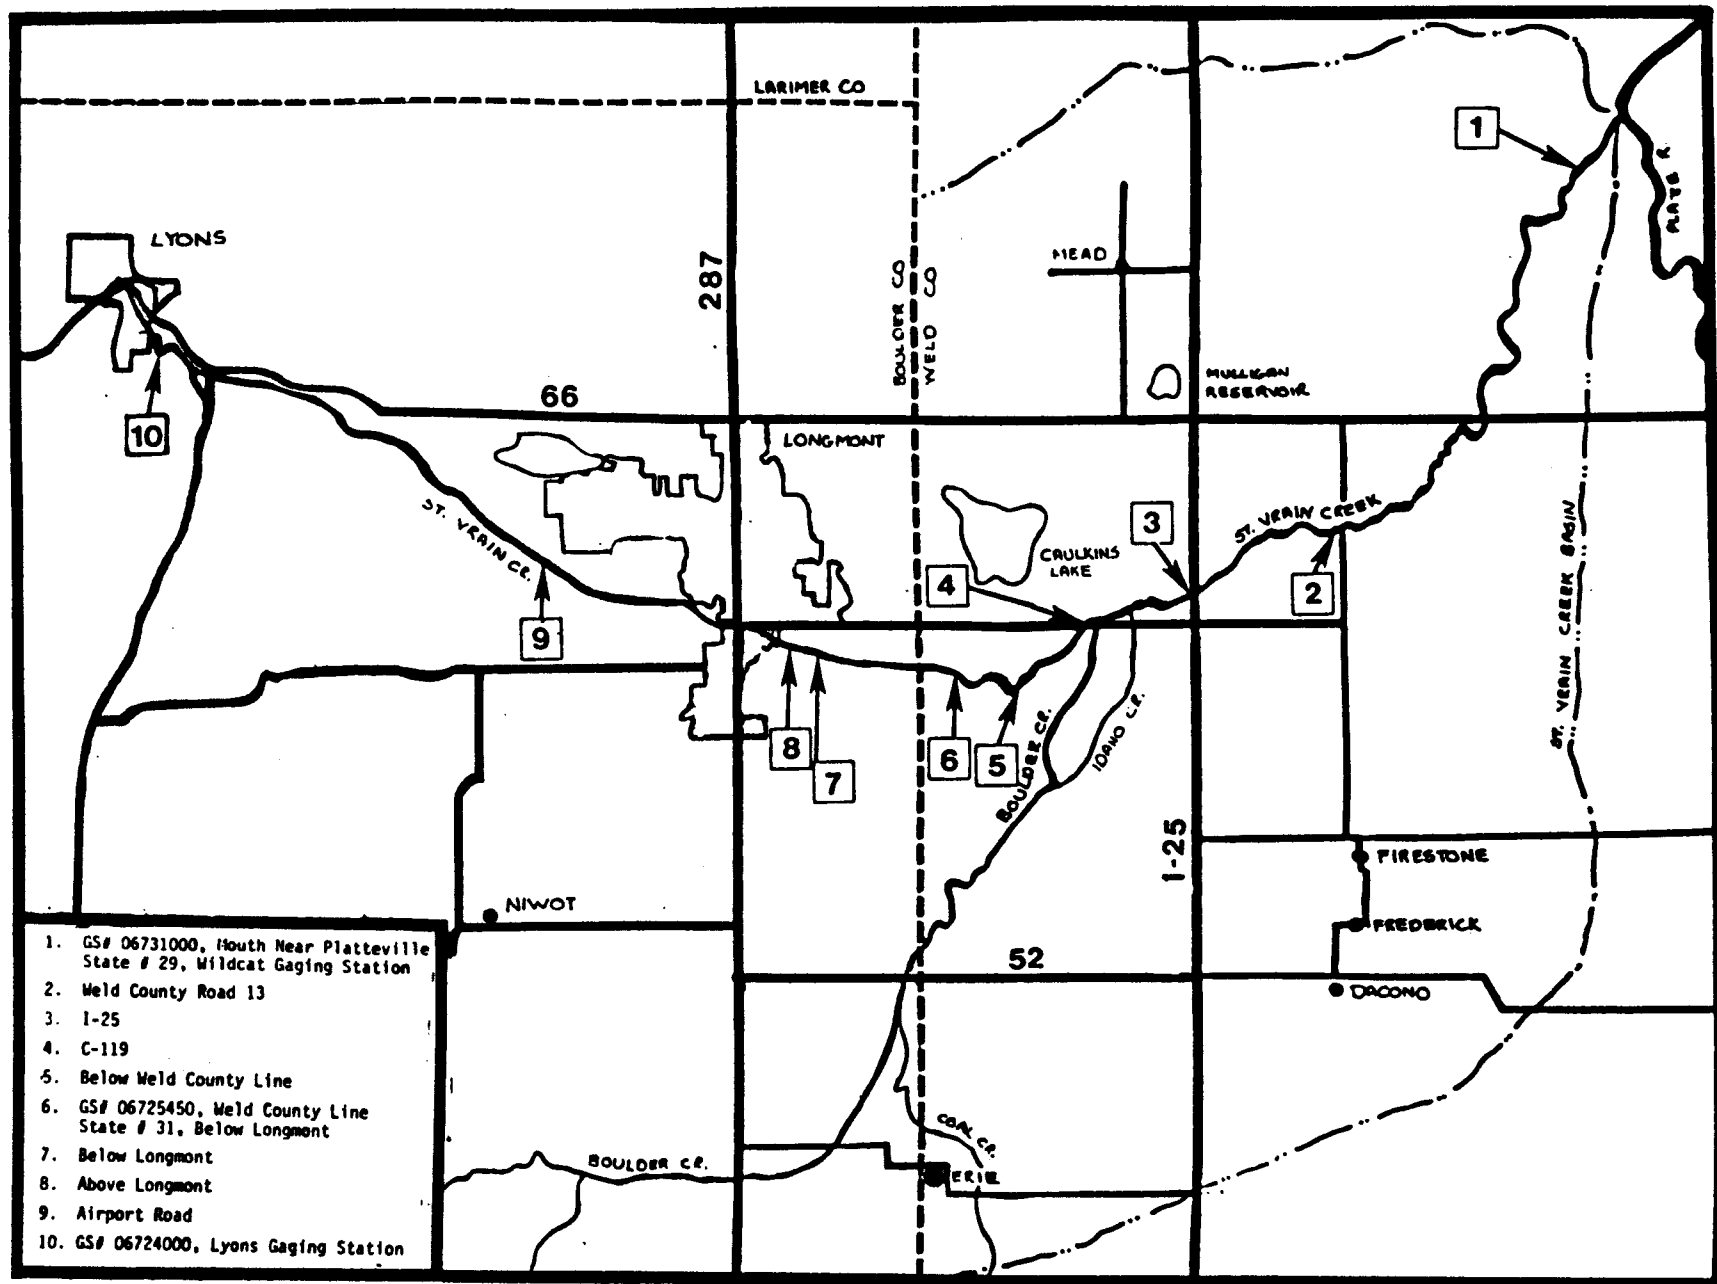 LARIMER CO
1
PLATE R.
LYONS
287
BOULDER CO
WELD CO
MEAD
MULLIGAN
RESERVOIR
66
10
LONGMONT
ST. VRAIN CR.
3
ST. VRAIN CREEK
CAULKINS
LAKE
4
2
9
ST. VRAIN CREEK BASIN
8
7
6
5
BOULDER CR.
IDAHO CR.
I-25
FIRESTONE
NIWOT
FREDERICK
52
DACONO
COAL CR.
BOULDER CR.
ERIE
1. GS# 06731000, Mouth Near Platteville
State # 29, Wildcat Gaging Station
2. Weld County Road 13
3. I-25
4. C-119
5. Below Weld County Line
6. GS# 06725450, Weld County Line
State # 31, Below Longmont
7. Below Longmont
8. Above Longmont
9. Airport Road
10. GS# 06724000, Lyons Gaging Station